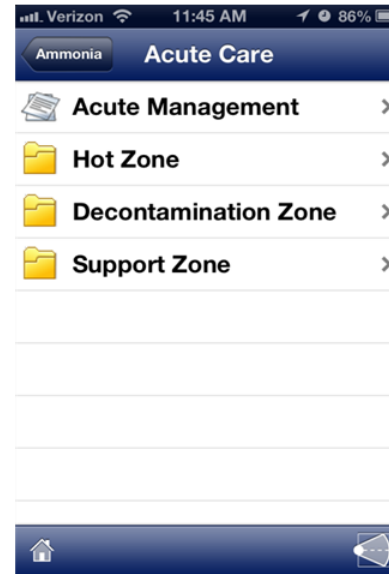 Verizon 11:45 AM 86%
Ammonia Acute Care
Acute Management
Hot Zone
Decontamination Zone
Support Zone